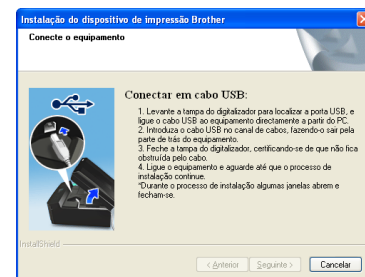 Instalação do dispositivo de impressão Brother
Conecte o equipamento
Conectar em cabo USB:
1. Levante a tampa do digitalizador para localizar a porta USB, e
ligue o cabo USB ao equipamento directamente a partir do PC.
2. Introduza o cabo USB no canal de cabos, fazendo-o sair pela
parte de trás do equipamento.
3. Feche a tampa do digitalizador, certificando-se de que não fica
obstruída pelo cabo.
4. Ligue o equipamento e aguarde até que o processo de
instalação continue.
*Durante o processo de instalação algumas janelas abrem e
fecham-se.
InstallShield
< Anterior
Seguinte >
Cancelar